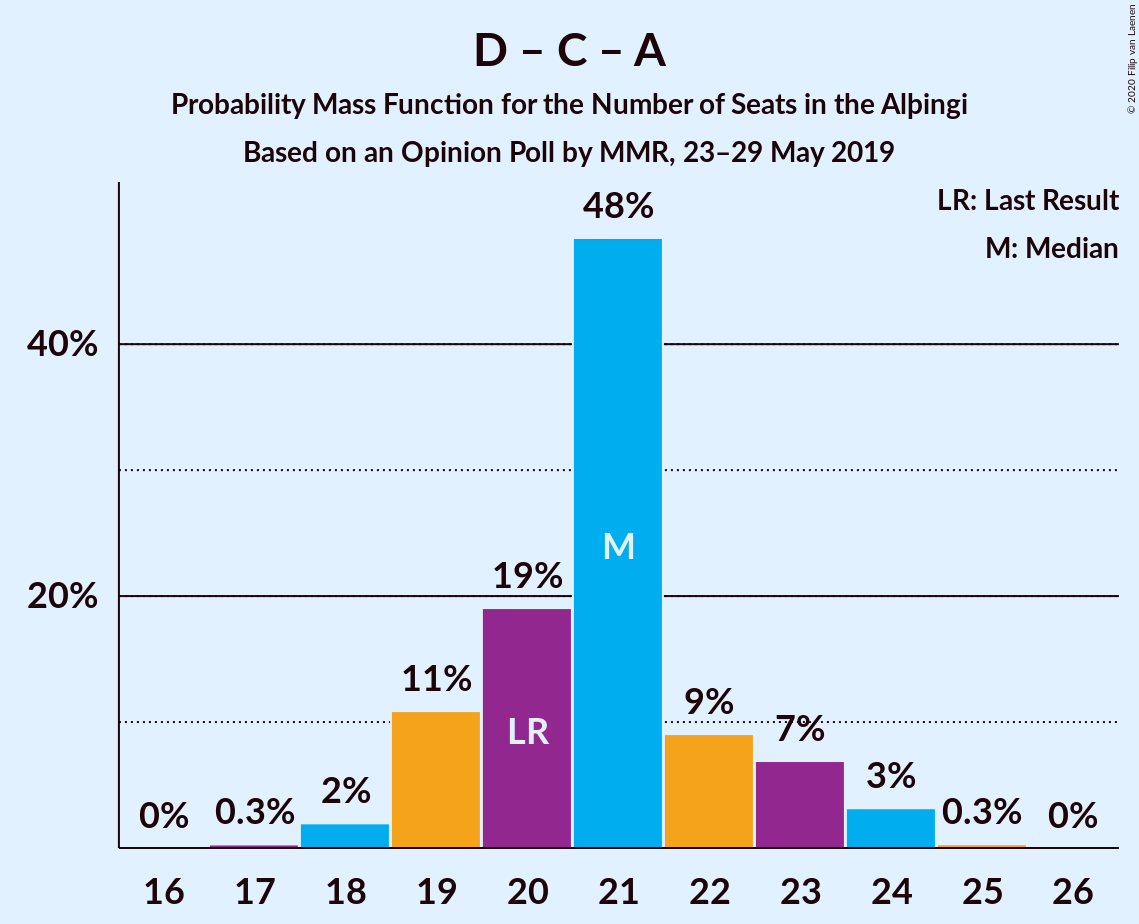 D – C – A
Probability Mass Function for the Number of Seats in the Alþingi
Based on an Opinion Poll by MMR, 23–29 May 2019
© 2020 Filip van Laenen
LR: Last Result
M: Median
48%
40%
M
19%
20%
11%
LR
9%
7%
3%
2%
0%
0.3%
0.3%
0%
16 17 18 19 20 21 22 23 24 25 26